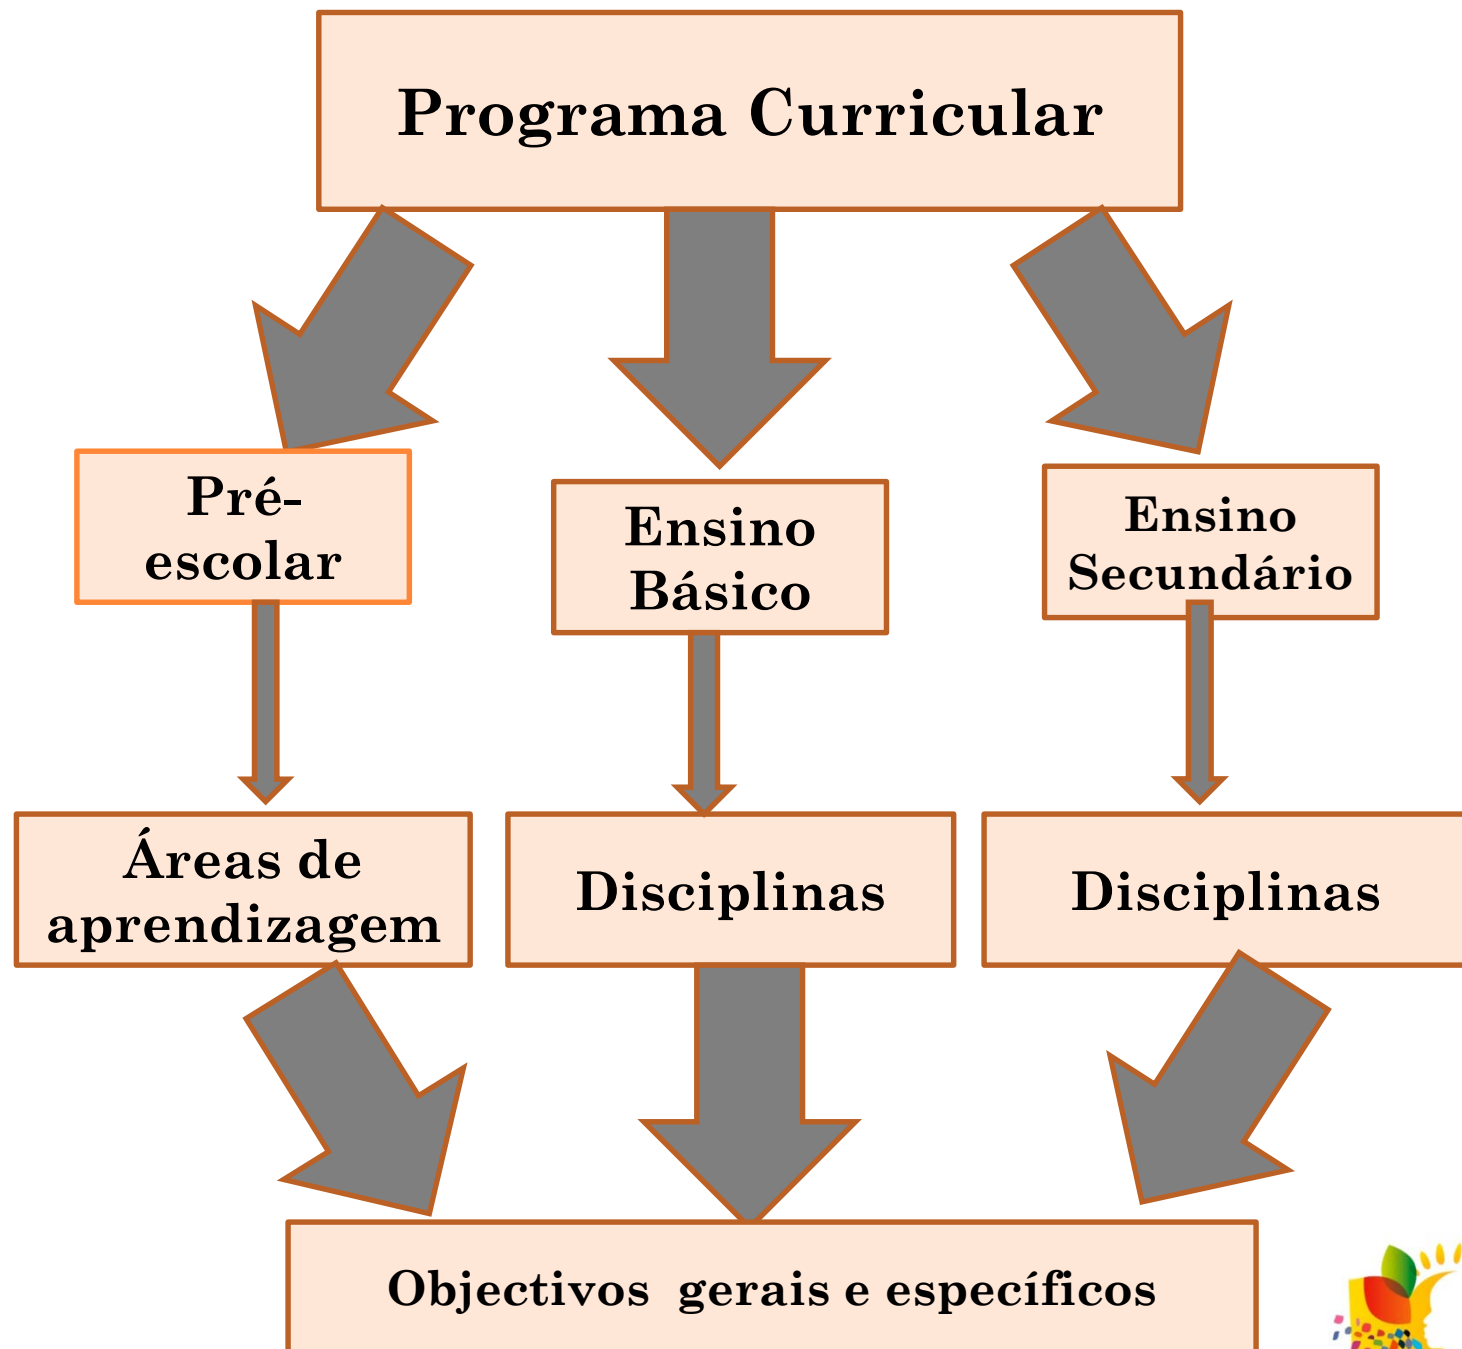 Programa Curricular
Pré-
escolar
Ensino
Básico
Ensino
Secundário
Áreas de
aprendizagem
Disciplinas
Disciplinas
Objectivos gerais e específicos